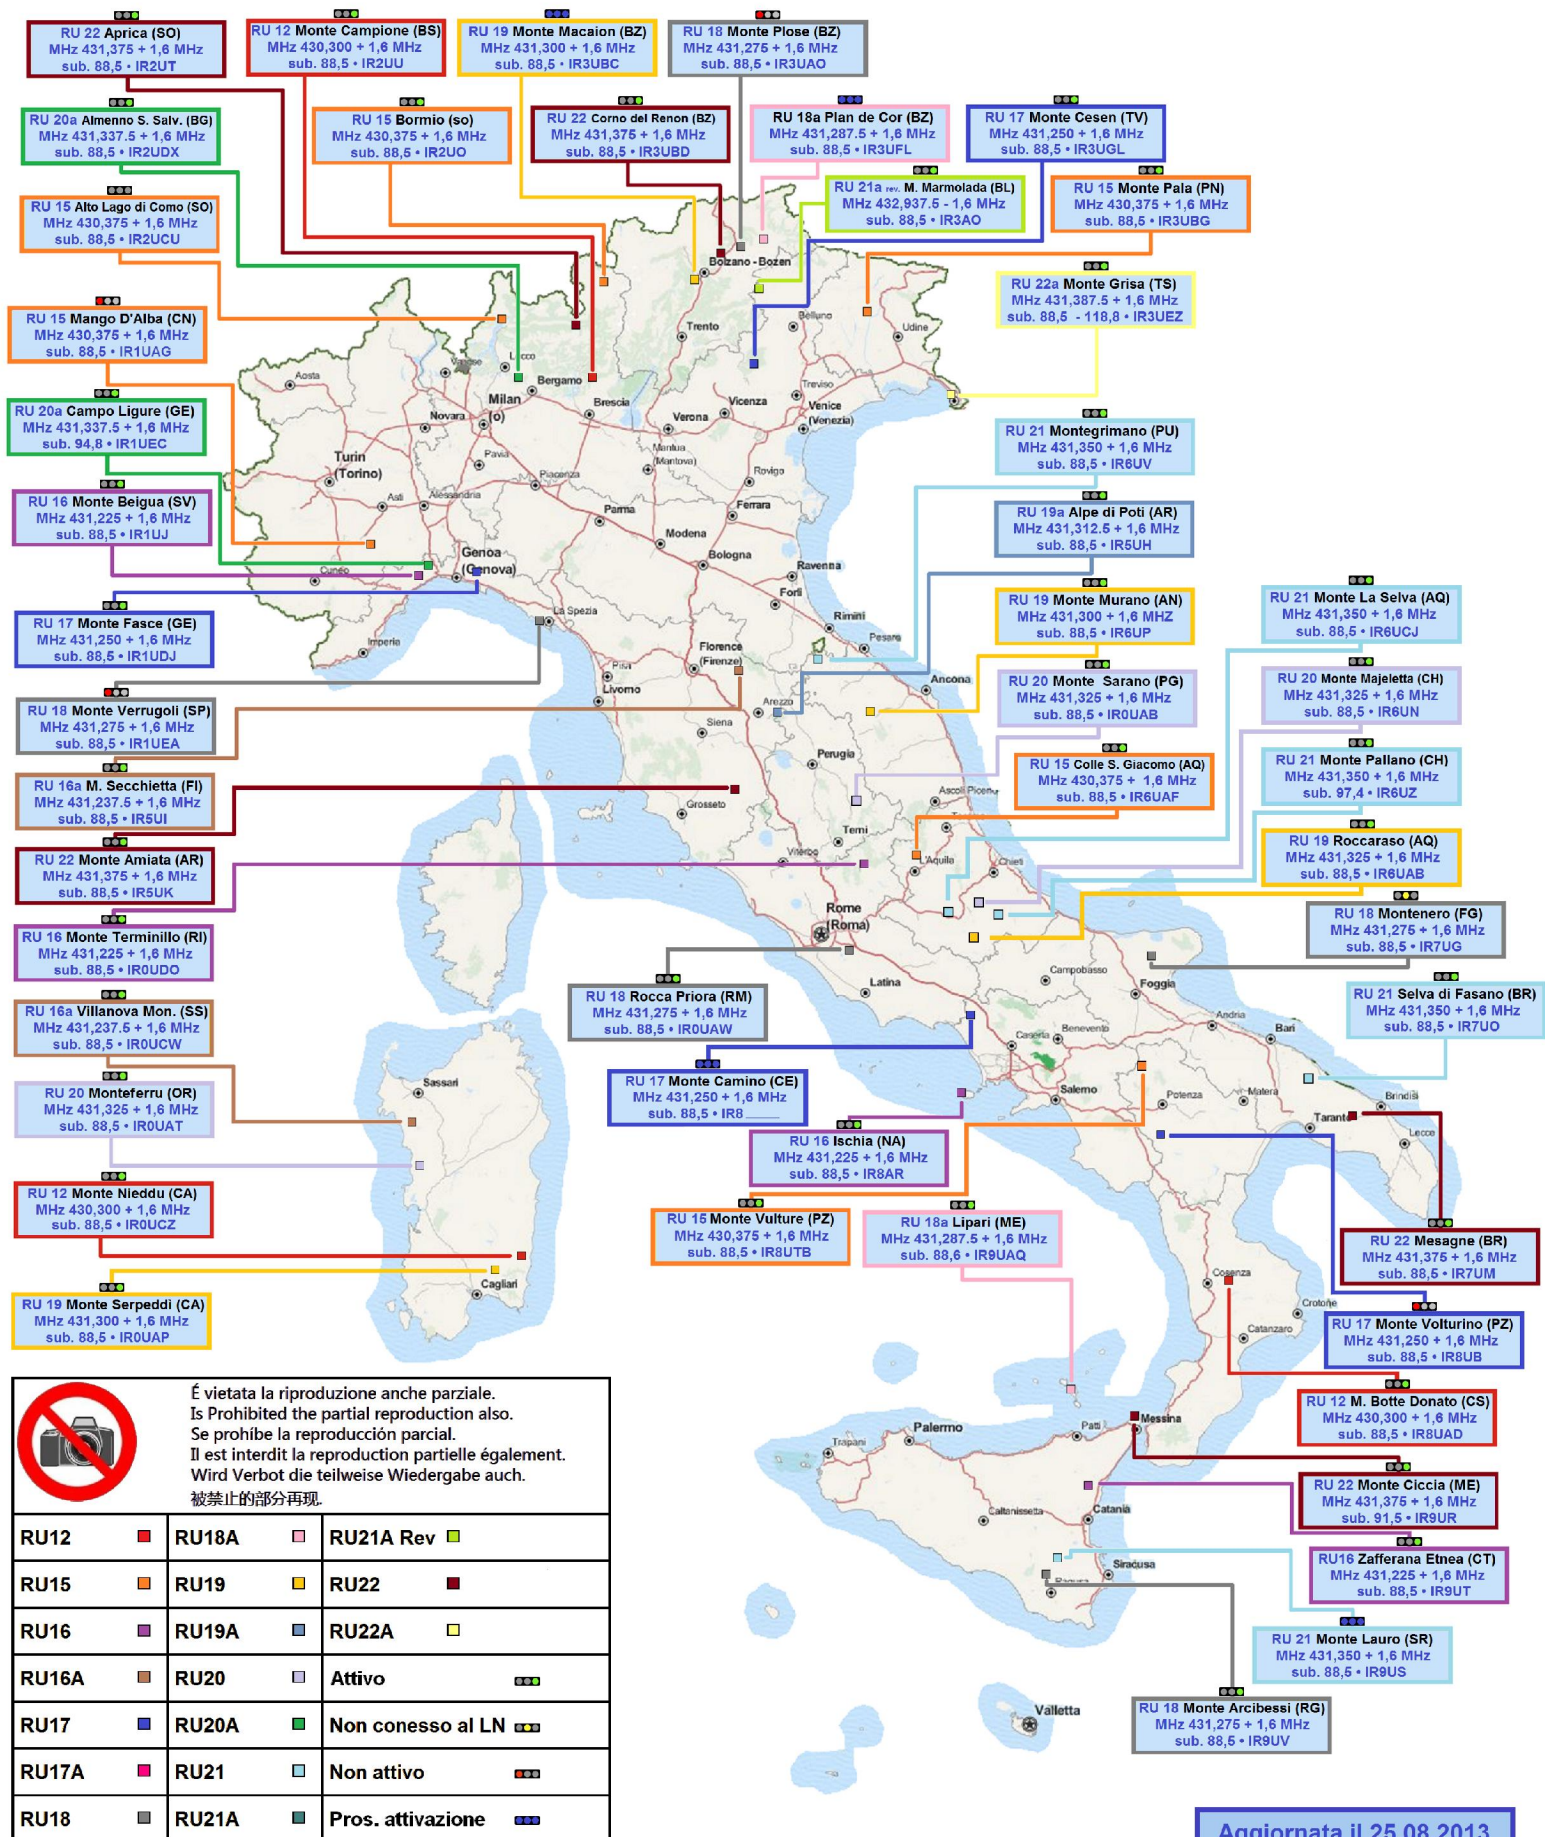 RU 22 Aprica (SO)
MHz 431,375 + 1,6 MHz
sub. 88,5 • IR2UT
RU 12 Monte Campione (BS)
MHz 430,300 + 1,6 MHz
sub. 88,5 • IR2UU
RU 19 Monte Macaion (BZ)
MHz 431,300 + 1,6 MHz
sub. 88,5 • IR3UBC
RU 18 Monte Plose (BZ)
MHz 431,275 + 1,6 MHz
sub. 88,5 • IR3UAO
RU 20a Almenno S. Salv. (BG)
MHz 431,337.5 + 1,6 MHz
sub. 88,5 • IR2UDX
RU 15 Bormio (so)
MHz 430,375 + 1,6 MHz
sub. 88,5 • IR2UO
RU 22 Corno del Renon (BZ)
MHz 431,375 + 1,6 MHz
sub. 88,5 • IR3UBD
RU 18a Plan de Cor (BZ)
MHz 431,287.5 + 1,6 MHz
sub. 88,5 • IR3UFL
RU 17 Monte Cesen (TV)
MHz 431,250 + 1,6 MHz
sub. 88,5 • IR3UGL
RU 15 Alto Lago di Como (SO)
MHz 430,375 + 1,6 MHz
sub. 88,5 • IR2UCU
RU 21a rev. M. Marmolada (BL)
MHz 432,937.5 - 1,6 MHz
sub. 88,5 • IR3AO
RU 15 Monte Pala (PN)
MHz 430,375 + 1,6 MHz
sub. 88,5 • IR3UBG
RU 22a Monte Grisa (TS)
MHz 431,387.5 + 1,6 MHz
sub. 88,5 - 118,8 • IR3UEZ
RU 15 Mango D'Alba (CN)
MHz 430,375 + 1,6 MHz
sub. 88,5 • IR1UAG
RU 20a Campo Ligure (GE)
MHz 431,337.5 + 1,6 MHz
sub. 94,8 • IR1UEC
RU 16 Monte Beigua (SV)
MHz 431,225 + 1,6 MHz
sub. 88,5 • IR1UJ
RU 17 Monte Fasce (GE)
MHz 431,250 + 1,6 MHz
sub. 88,5 • IR1UDJ
RU 18 Monte Verrugoli (SP)
MHz 431,275 + 1,6 MHz
sub. 88,5 • IR1UEA
RU 16a M. Secchietta (FI)
MHz 431,237.5 + 1,6 MHz
sub. 88,5 • IR5UI
RU 22 Monte Amiata (AR)
MHz 431,375 + 1,6 MHz
sub. 88,5 • IR5UK
RU 16 Monte Terminillo (RI)
MHz 431,225 + 1,6 MHz
sub. 88,5 • IR0UDO
RU 16a Villanova Mon. (SS)
MHz 431,237.5 + 1,6 MHz
sub. 88,5 • IR0UCW
RU 20 Monteferru (OR)
MHz 431,325 + 1,6 MHz
sub. 88,5 • IR0UAT
RU 12 Monte Nieddu (CA)
MHz 430,300 + 1,6 MHz
sub. 88,5 • IR0UCZ
RU 19 Monte Serpeddì (CA)
MHz 431,300 + 1,6 MHz
sub. 88,5 • IR0UAP
RU 21 Montegrimano (PU)
MHz 431,350 + 1,6 MHz
sub. 88,5 • IR6UV
RU 19a Alpe di Poti (AR)
MHz 431,312.5 + 1,6 MHz
sub. 88,5 • IR5UH
RU 19 Monte Murano (AN)
MHz 431,300 + 1,6 MHZ
sub. 88,5 • IR6UP
RU 20 Monte Sarano (PG)
MHz 431,325 + 1,6 MHz
sub. 88,5 • IR0UAB
RU 15 Colle S. Giacomo (AQ)
MHz 430,375 + 1,6 MHz
sub. 88,5 • IR6UAF
RU 21 Monte La Selva (AQ)
MHz 431,350 + 1,6 MHz
sub. 88,5 • IR6UCJ
RU 20 Monte Majeletta (CH)
MHz 431,325 + 1,6 MHz
sub. 88,5 • IR6UN
RU 21 Monte Pallano (CH)
MHz 431,350 + 1,6 MHz
sub. 97,4 • IR6UZ
RU 19 Roccaraso (AQ)
MHz 431,325 + 1,6 MHz
sub. 88,5 • IR6UAB
RU 18 Montenero (FG)
MHz 431,275 + 1,6 MHz
sub. 88,5 • IR7UG
RU 21 Selva di Fasano (BR)
MHz 431,350 + 1,6 MHz
sub. 88,5 • IR7UO
RU 18 Rocca Priora (RM)
MHz 431,275 + 1,6 MHz
sub. 88,5 • IR0UAW
RU 17 Monte Camino (CE)
MHz 431,250 + 1,6 MHz
sub. 88,5 • IR8_____
RU 16 Ischia (NA)
MHz 431,225 + 1,6 MHz
sub. 88,5 • IR8AR
RU 15 Monte Vulture (PZ)
MHz 430,375 + 1,6 MHz
sub. 88,5 • IR8UTB
RU 18a Lipari (ME)
MHz 431,287.5 + 1,6 MHz
sub. 88,6 • IR9UAQ
RU 22 Mesagne (BR)
MHz 431,375 + 1,6 MHz
sub. 88,5 • IR7UM
RU 17 Monte Volturino (PZ)
MHz 431,250 + 1,6 MHz
sub. 88,5 • IR8UB
RU 12 M. Botte Donato (CS)
MHz 430,300 + 1,6 MHz
sub. 88,5 • IR8UAD
RU 22 Monte Ciccia (ME)
MHz 431,375 + 1,6 MHz
sub. 91,5 • IR9UR
RU16 Zafferana Etnea (CT)
MHz 431,225 + 1,6 MHz
sub. 88,5 • IR9UT
RU 21 Monte Lauro (SR)
MHz 431,350 + 1,6 MHz
sub. 88,5 • IR9US
RU 18 Monte Arcibessi (RG)
MHz 431,275 + 1,6 MHz
sub. 88,5 • IR9UV
Bolzano - Bozen
Trento
Belluno
Udine
Aosta
Varese
Lecco
Bergamo
Milan
(o)
Novara
Brescia
Verona
Vicenza
Treviso
Venice
(Venezia)
Turin
(Torino)
Pavia
Mantua
(Mantova)
Rovigo
Piacenza
Asti
Alessandria
Parma
Ferrara
Modena
Bologna
Genoa
(Genova)
Cuneo
Ravenna
Forlì
Rimini
La Spezia
Imperia
Florence
(Firenze)
Pesaro
Pisa
Livorno
Ancona
Arezzo
Siena
Perugia
Grosseto
Ascoli Picen
Terni
Viterbo
L'Aquila
Chieti
Rome
(Roma)
Latina
Campobasso
Foggia
Andria
Bari
Caserta
Benevento
Salerno
Potenza
Matera
Brindisi
Taranto
Lecce
Sassari
Cagliari
Cosenza
Crotone
Catanzaro
Messina
Patti
Palermo
Trapani
Caltanissetta
Catania
Siracusa
Valletta
É vietata la riproduzione anche parziale.
Is Prohibited the partial reproduction also.
Se prohíbe la reproducción parcial.
Il est interdit la reproduction partielle également.
Wird Verbot die teilweise Wiedergabe auch.
被禁止的部分再现.
RU12 RU18A RU21A Rev
RU15 RU19 RU22
RU16 RU19A RU22A
RU16A RU20 Attivo
RU17 RU20A Non conesso al LN
RU17A RU21 Non attivo
RU18 RU21A Pros. attivazione
Aggiornata il 25.08.2013